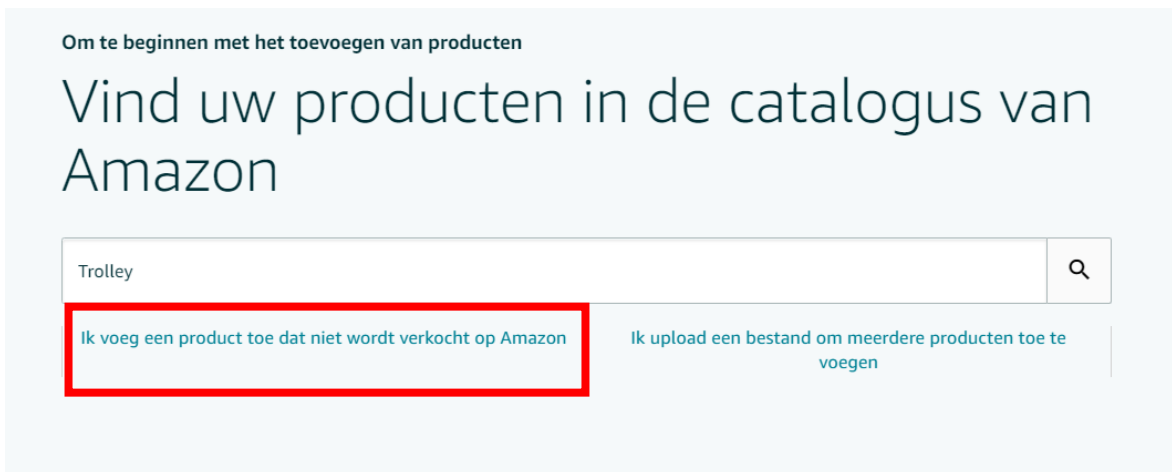 Om te beginnen met het toevoegen van producten
Vind uw producten in de catalogus van
Amazon
Trolley
Ik voeg een product toe dat niet wordt verkocht op Amazon
Ik upload een bestand om meerdere producten toe te
voegen